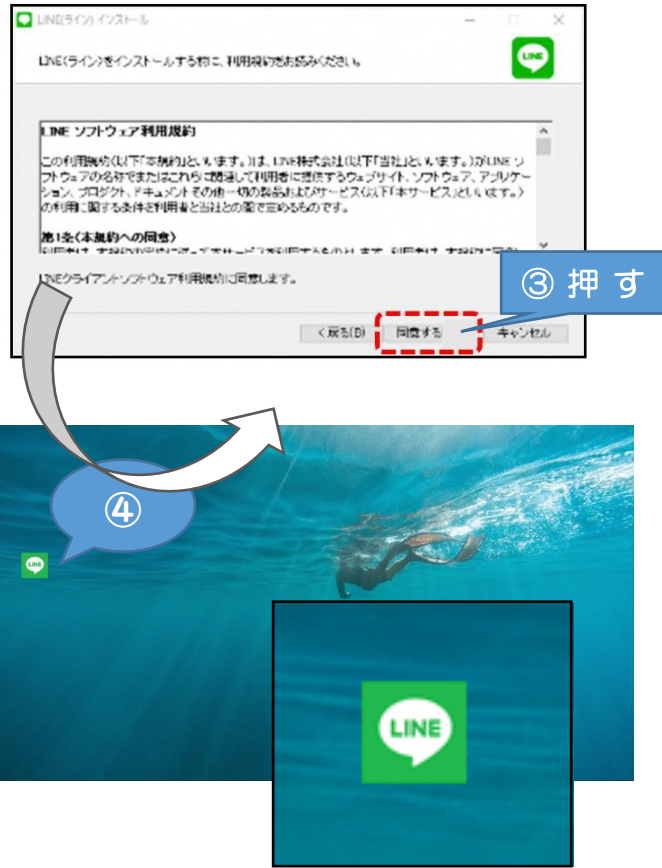 LINE(ライン) インストール
LINE(ライン)をインストールする前に、利用規約をお読みください。
LINE
LINE ソフトウェア利用規約
この利用規約(以下「本規約」といいます。)は、LINE株式会社(以下「当社」といいます。)がLINE ソ
フトウェアの名称でまたはこれらに関連して利用者に提供するウェブサイト、ソフトウェア、アプリケー
ション、プロダクト、ドキュメントその他一切の製品およびサービス(以下「本サービス」といいます。)
の利用に関する条件を利用者と当社との間で定めるものです。
第1条(本規約への同意)
LINEクライアントソフトウェア利用規約に同意します。
③ 押 す
< 戻る(B)
同意する
キャンセル
④
LINE
LINE